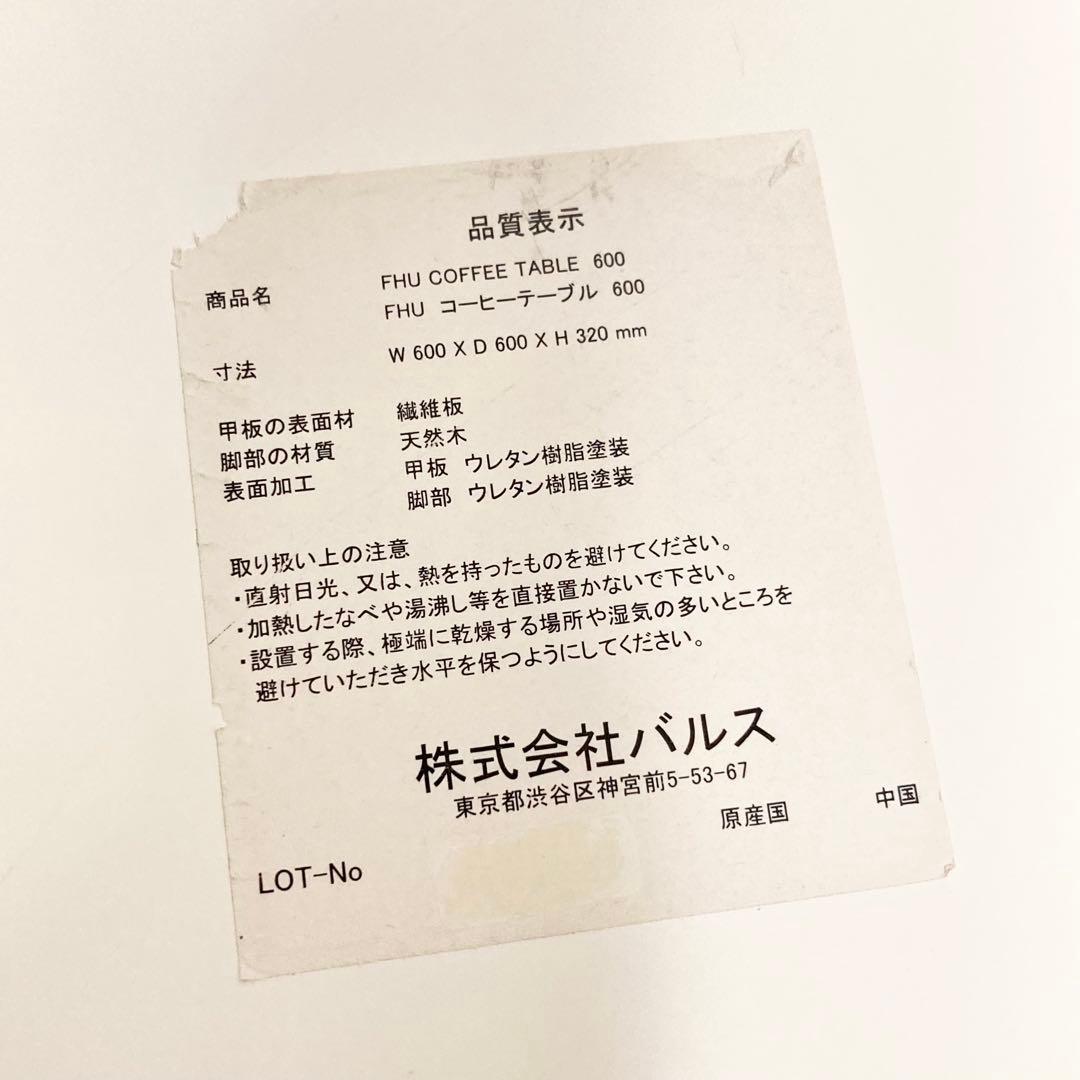 品質表示
商品名 FHU COFFEE TABLE 600
FHU コーヒーテーブル 600
寸法 W 600 X D 600 X H 320 mm
甲板の表面材 繊維板
脚部の材質 天然木
表面加工 甲板 ウレタン樹脂塗装
脚部 ウレタン樹脂塗装
取り扱い上の注意
・直射日光、又は、熱を持ったものを避けてください。
・加熱したなべや湯沸し等を直接置かないで下さい。
・設置する際、極端に乾燥する場所や湿気の多いところを
避けていただき水平を保つようにしてください。
株式会社バルス
東京都渋谷区神宮前5-53-67
原産国 中国
LOT-No